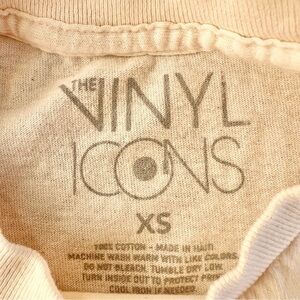 THE
VINYL
ICONS
XS
100% COTTON - MADE IN HAITI
MACHINE WASH WARM WITH LIKE COLORS.
DO NOT BLEACH. TUMBLE DRY LOW.
TURN INSIDE OUT TO PROTECT PRINT.
COOL IRON IF NEEDED.